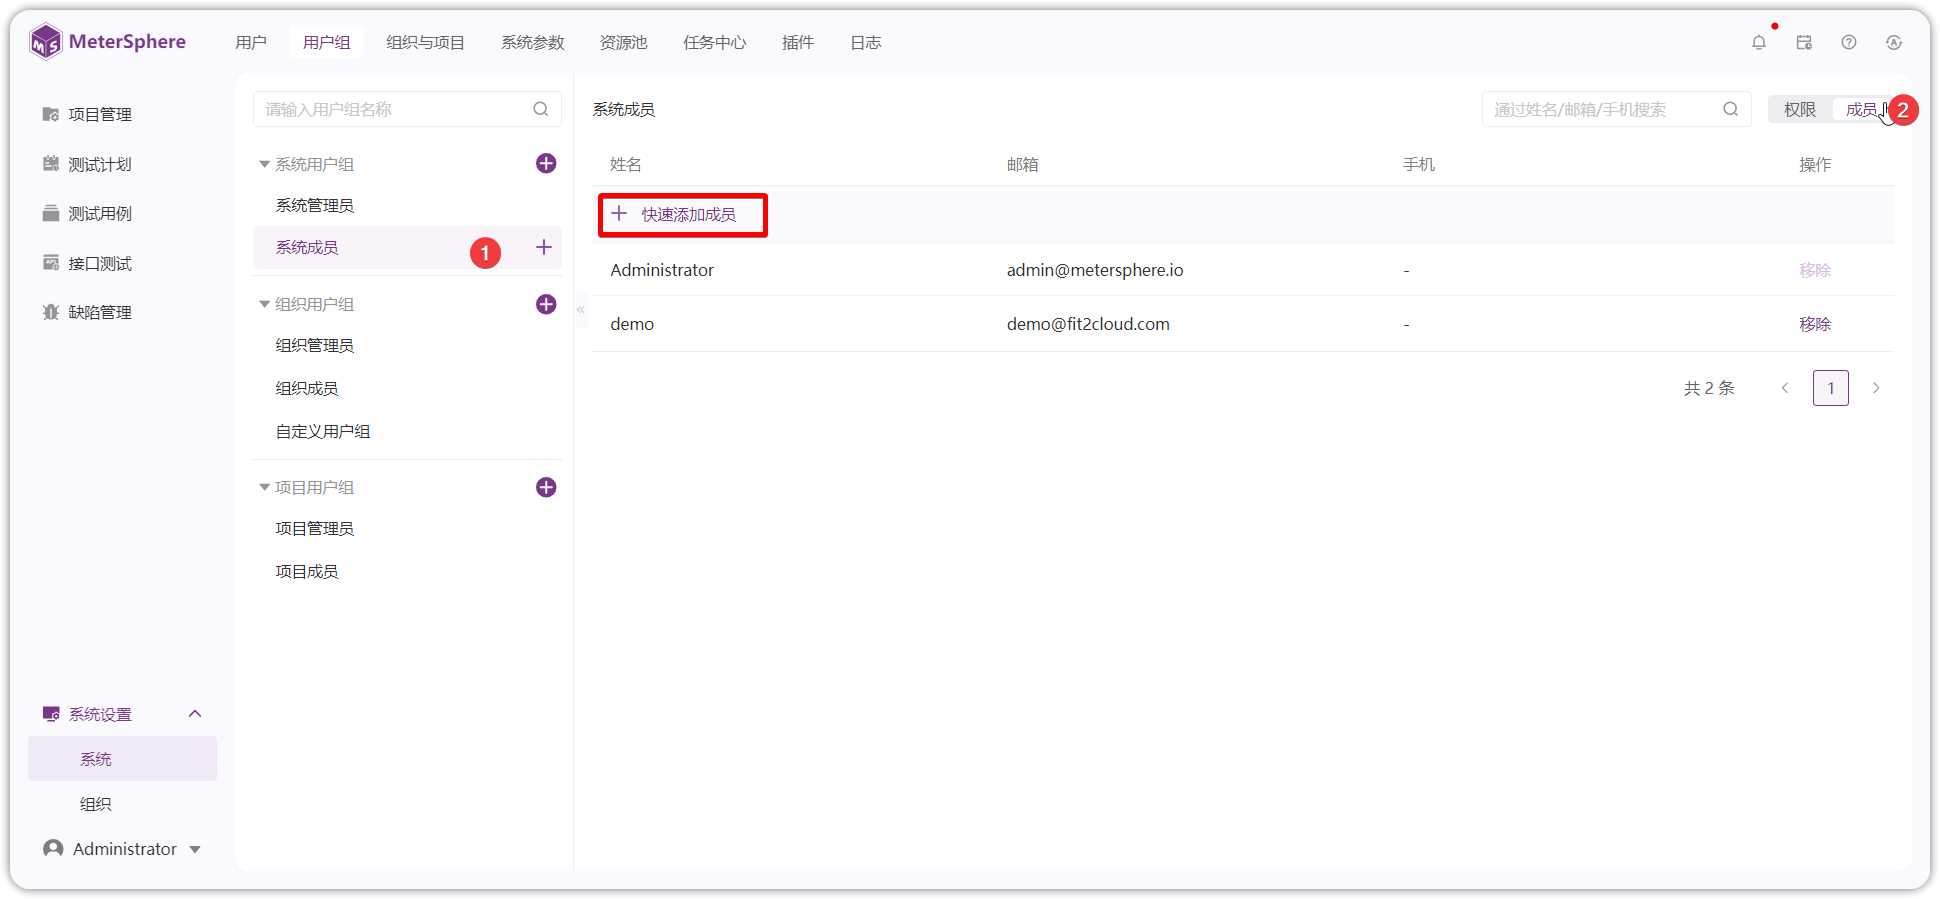 MeterSphere
用户
用户组
组织与项目
系统参数
资源池
任务中心
插件
日志
项目管理
测试计划
测试用例
接口测试
缺陷管理
系统设置
系统
组织
Administrator
请输入用户组名称
系统用户组
系统管理员
系统成员
1
组织用户组
组织管理员
组织成员
自定义用户组
项目用户组
项目管理员
项目成员
系统成员
通过姓名/邮箱/手机搜索
权限
成员
2
姓名 邮箱 手机 操作
快速添加成员
Administrator admin@metersphere.io - 移除
demo demo@fit2cloud.com - 移除
共 2 条
1